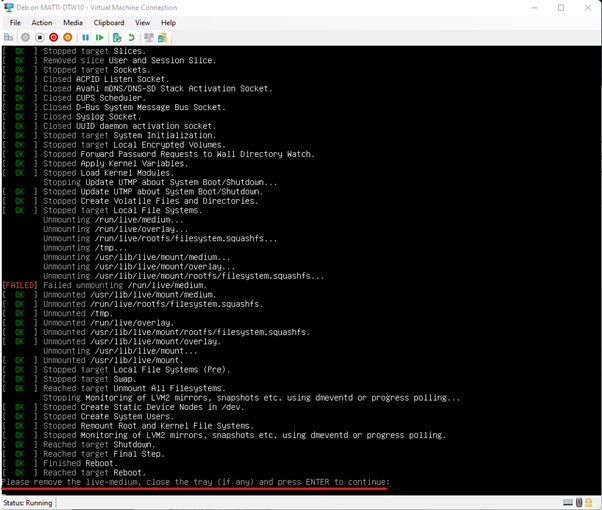 Deb on MATTI-DTW10 - Virtual Machine Connection
File Action Media Clipboard View Help
[ OK ] Stopped target Slices.
[ OK ] Removed slice User and Session Slice.
[ OK ] Stopped target Sockets.
[ OK ] Closed ACPID Listen Socket.
[ OK ] Closed Avahi mDNS/DNS-SD Stack Activation Socket.
[ OK ] Closed CUPS Scheduler.
[ OK ] Closed D-Bus System Message Bus Socket.
[ OK ] Closed Syslog Socket.
[ OK ] Closed UUID daemon activation socket.
[ OK ] Stopped target System Initialization.
[ OK ] Stopped target Local Encrypted Volumes.
[ OK ] Stopped Forward Password Requests to Wall Directory Watch.
[ OK ] Stopped Apply Kernel Variables.
[ OK ] Stopped Load Kernel Modules.
Stopping Update UTMP about System Boot/Shutdown...
[ OK ] Stopped Update UTMP about System Boot/Shutdown.
[ OK ] Stopped Create Volatile Files and Directories.
[ OK ] Stopped target Local File Systems.
Unmounting /run/live/medium...
Unmounting /run/live/overlay...
Unmounting /run/live/rootfs/filesystem.squashfs...
Unmounting /tmp...
Unmounting /usr/lib/live/mount/medium...
Unmounting /usr/lib/live/mount/overlay...
Unmounting /usr/lib/live/mount/rootfs/filesystem.squashfs...
[FAILED] Failed unmounting /run/live/medium.
[ OK ] Unmounted /usr/lib/live/mount/medium.
[ OK ] Unmounted /run/live/rootfs/filesystem.squashfs.
[ OK ] Unmounted /tmp.
[ OK ] Unmounted /run/live/overlay.
[ OK ] Unmounted /usr/lib/live/mount/rootfs/filesystem.squashfs.
[ OK ] Unmounted /usr/lib/live/mount/overlay.
Unmounting /usr/lib/live/mount...
[ OK ] Unmounted /usr/lib/live/mount.
[ OK ] Stopped target Local File Systems (Pre).
[ OK ] Stopped target Swap.
[ OK ] Reached target Unmount All Filesystems.
Stopping Monitoring of LVM2 mirrors, snapshots etc. using dmeventd or progress polling...
[ OK ] Stopped Create Static Device Nodes in /dev.
[ OK ] Stopped Create System Users.
[ OK ] Stopped Remount Root and Kernel File Systems.
[ OK ] Stopped Monitoring of LVM2 mirrors, snapshots etc. using dmeventd or progress polling.
[ OK ] Reached target Shutdown.
[ OK ] Reached target Final Step.
[ OK ] Finished Reboot.
[ OK ] Reached target Reboot.
Please remove the live-medium, close the tray (if any) and press ENTER to continue:
Status: Running